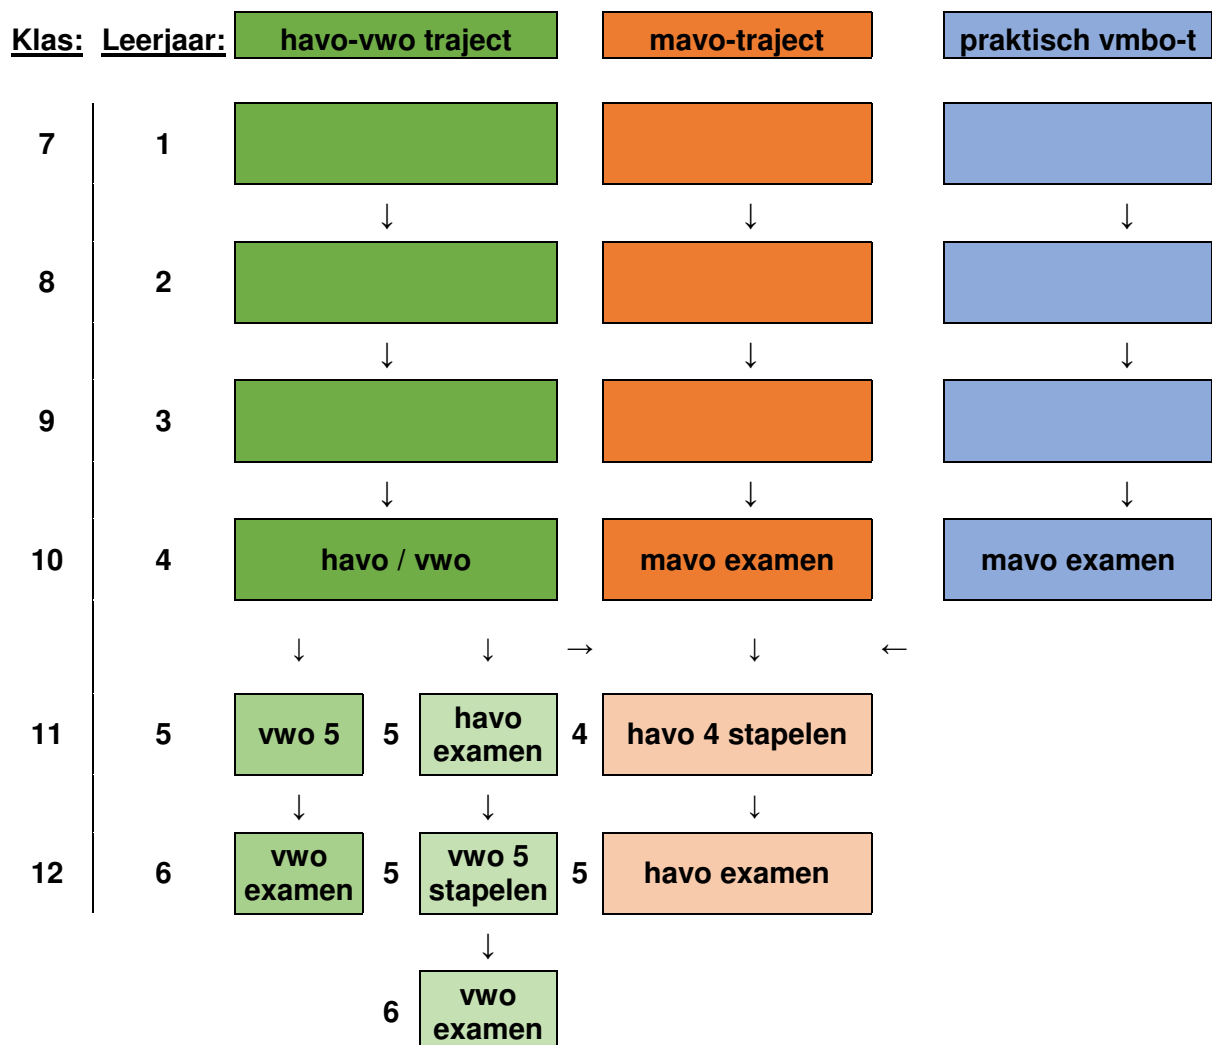 Klas: Leerjaar: havo-vwo traject mavo-traject praktisch vmbo-t
7 1
↓ ↓ ↓
8 2
↓ ↓ ↓
9 3
↓ ↓ ↓
10 4 havo / vwo mavo examen mavo examen
↓ ↓ → ↓ ←
11 5 vwo 5 5 havo examen 4 havo 4 stapelen
↓ ↓ ↓
12 6 vwo examen 5 vwo 5 stapelen 5 havo examen
↓
6 vwo examen